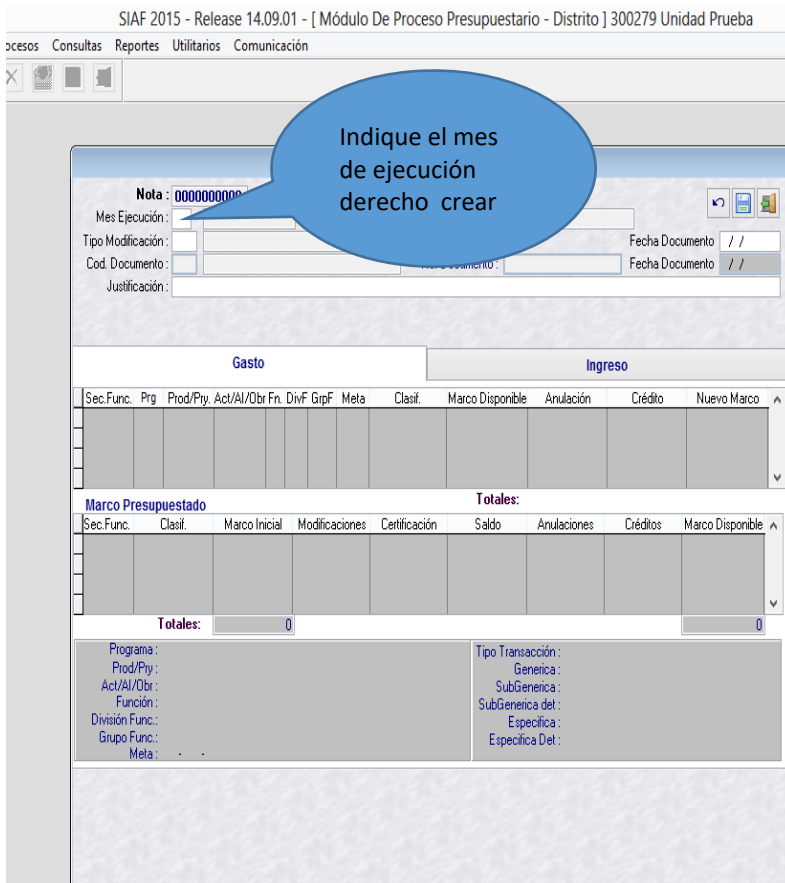 SIAF 2015 - Release 14.09.01 - [ Módulo De Proceso Presupuestario - Distrito ] 300279 Unidad Prueba
ocesos Consultas Reportes Utilitarios Comunicación
Indique el mes
de ejecución
derecho crear
Nota : 0000000000
Mes Ejecución :
Tipo Modificación : Fecha Documento / /
Cod. Documento : Fecha Documento / /
Justificación :
Gasto Ingreso
Sec.Func. Prg Prod/Pry. Act/AI/Obr Fn. DivF GrpF Meta Clasif. Marco Disponible Anulación Crédito Nuevo Marco
Totales:
Marco Presupuestado
Sec.Func. Clasif. Marco Inicial Modificaciones Certificación Saldo Anulaciones Créditos Marco Disponible
Totales: 0 0
Programa : Tipo Transacción :
Prod/Pry : Generica :
Act/AI/Obr : SubGenerica :
Función : SubGenerica det :
División Func.: Especifica :
Grupo Func.: Especifica Det :
Meta : . .